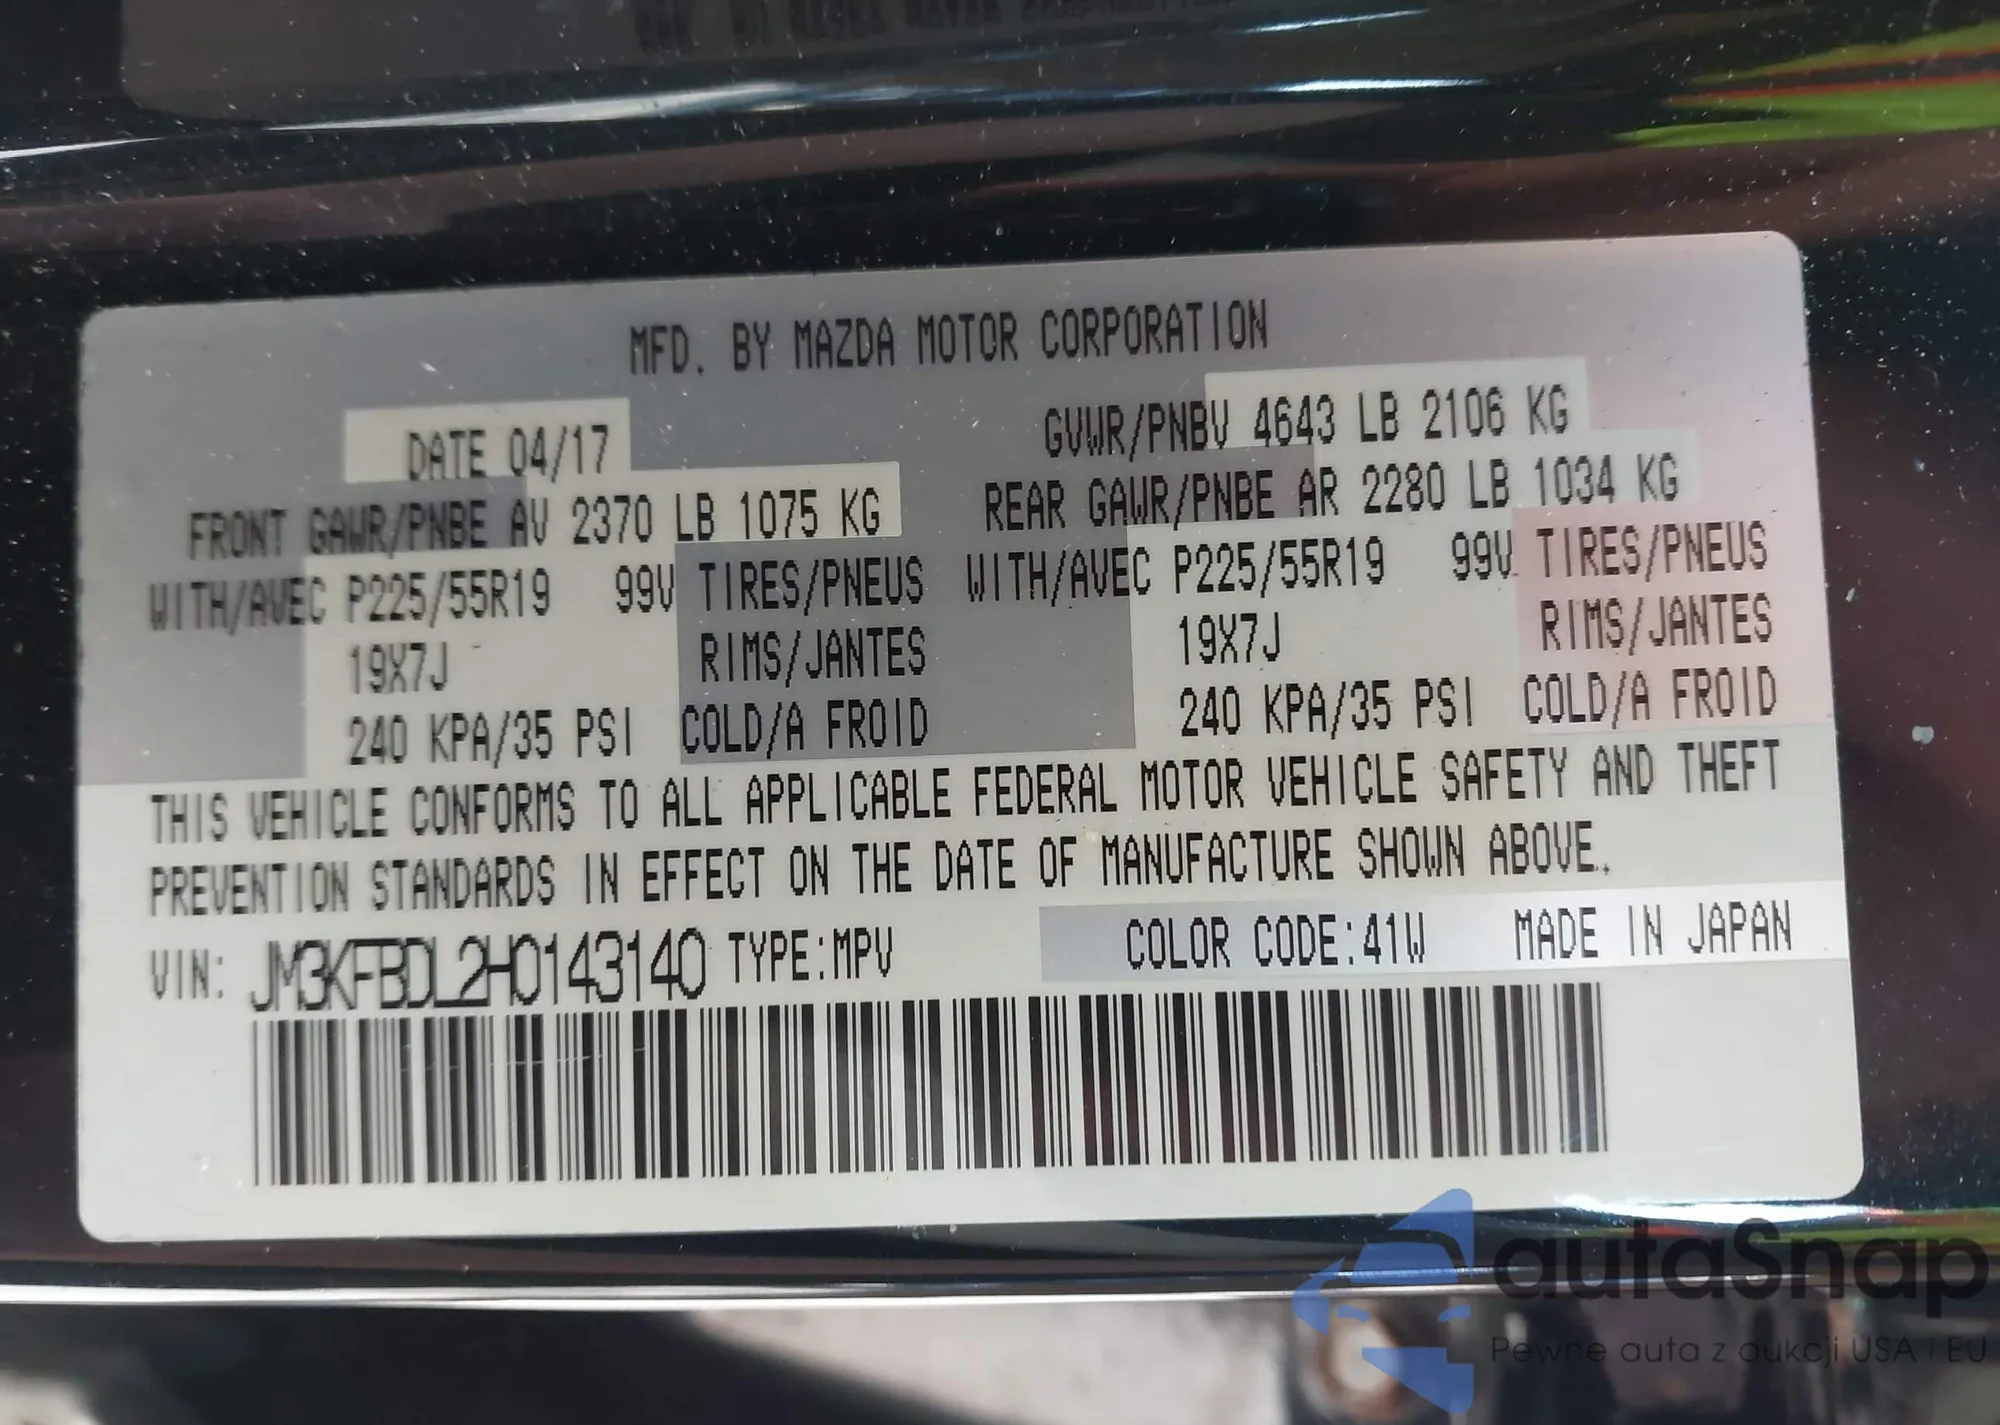 MFD. BY MAZDA MOTOR CORPORATION
DATE 04/17
GVWR/PNBV 4643 LB 2106 KG
FRONT GAWR/PNBE AV 2370 LB 1075 KG
REAR GAWR/PNBE AR 2280 LB 1034 KG
WITH/AVEC P225/55R19 99V TIRES/PNEUS
WITH/AVEC P225/55R19 99V TIRES/PNEUS
19X7J RIMS/JANTES
19X7J RIMS/JANTES
240 KPA/35 PSI COLD/A FROID
240 KPA/35 PSI COLD/A FROID
THIS VEHICLE CONFORMS TO ALL APPLICABLE FEDERAL MOTOR VEHICLE SAFETY AND THEFT
PREVENTION STANDARDS IN EFFECT ON THE DATE OF MANUFACTURE SHOWN ABOVE.
VIN: JM3KFBDL2H0143140 TYPE:MPV COLOR CODE:41W MADE IN JAPAN
autoSnap
Pewne auta z aukcji USA i EU